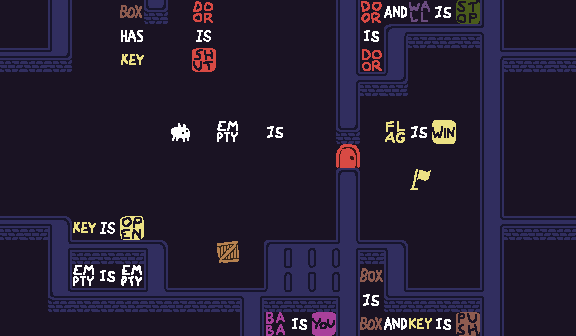 BOX DOOR DOOR AND WALL IS STOP
HAS IS IS
KEY SHUT DOOR
EMPTY IS FLAG IS WIN
KEY IS OPEN
EMPTY IS EMPTY BOX
IS
BABA IS YOU BOX AND KEY IS PUSH